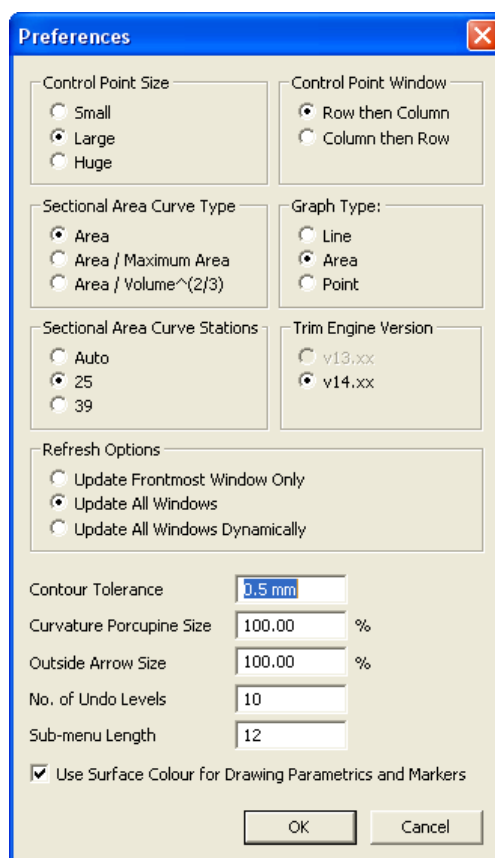 Preferences
Control Point Size
Small
Large
Huge
Control Point Window
Row then Column
Column then Row
Sectional Area Curve Type
Area
Area / Maximum Area
Area / Volume^(2/3)
Graph Type:
Line
Area
Point
Sectional Area Curve Stations
Auto
25
39
Trim Engine Version
v13.xx
v14.xx
Refresh Options
Update Frontmost Window Only
Update All Windows
Update All Windows Dynamically
Contour Tolerance 0.5 mm
Curvature Porcupine Size 100.00 %
Outside Arrow Size 100.00 %
No. of Undo Levels 10
Sub-menu Length 12
Use Surface Colour for Drawing Parametrics and Markers
OK Cancel